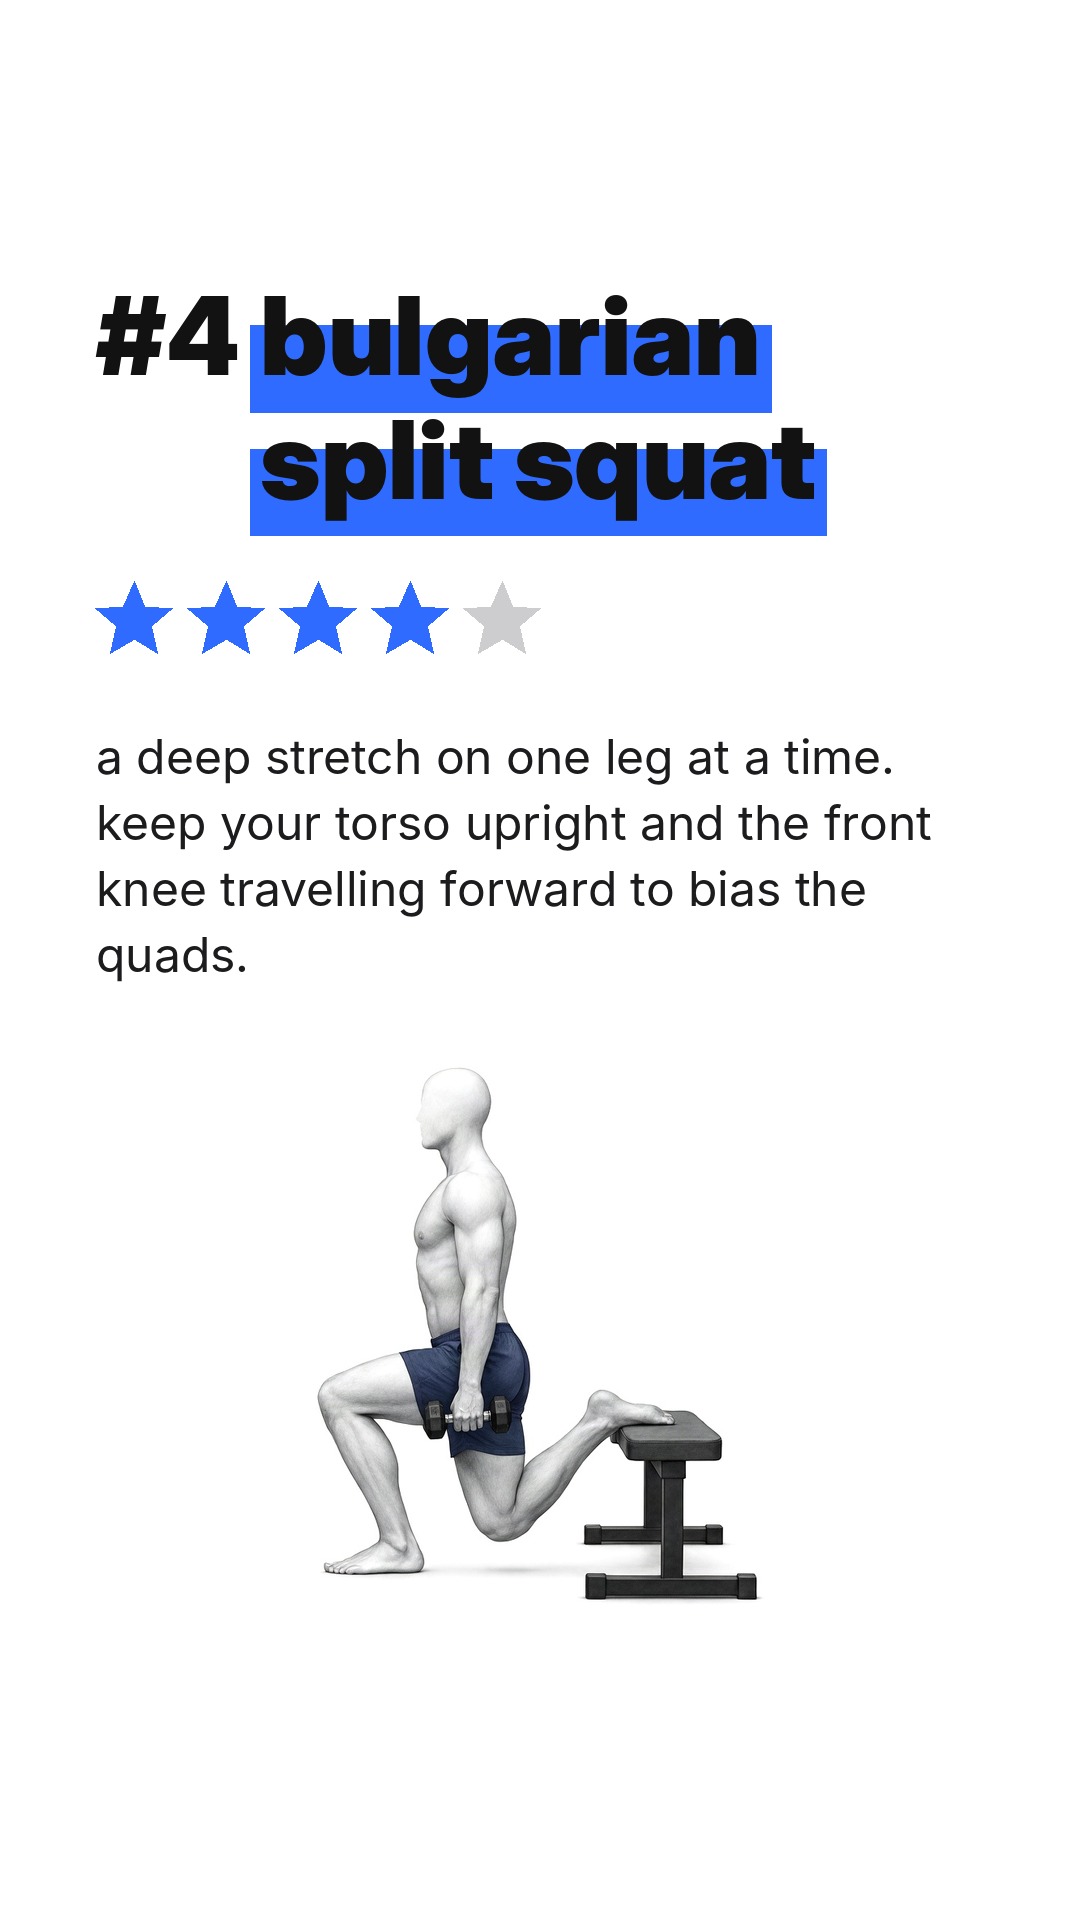 #4 bulgarian
split squat
a deep stretch on one leg at a time.
keep your torso upright and the front
knee travelling forward to bias the
quads.